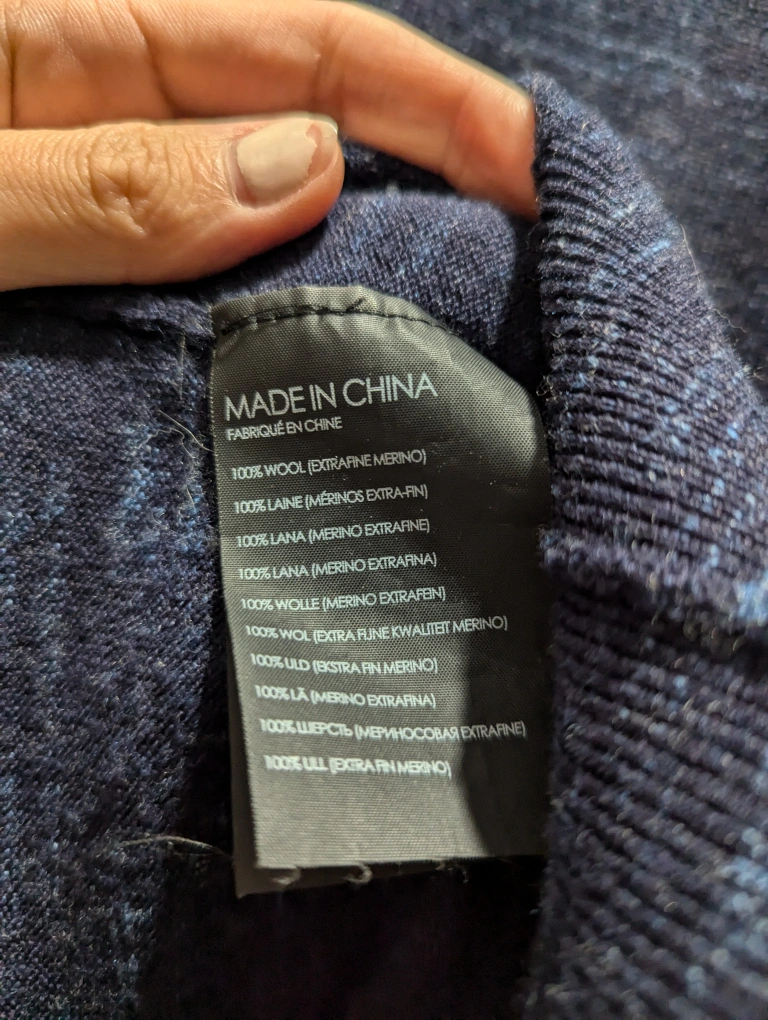 MADE IN CHINA
FABRIQUÉ EN CHINE
100% WOOL (EXTRAFINE MERINO)
100% LAINE (MÉRINOS EXTRA-FIN)
100% LANA (MERINO EXTRAFINE)
100% LANA (MERINO EXTRAFINA)
100% WOLLE (MERINO EXTRAFEIN)
100% WOL (EXTRA FIJNE KWALITEIT MERINO)
100% ULD (EKSTRA FIN MERINO)
100% LÃ (MERINO EXTRAFINA)
100% ШЕРСТЬ (МЕРИНОСОВАЯ EXTRAFINE)
100% ULL (EXTRA FIN MERINO)